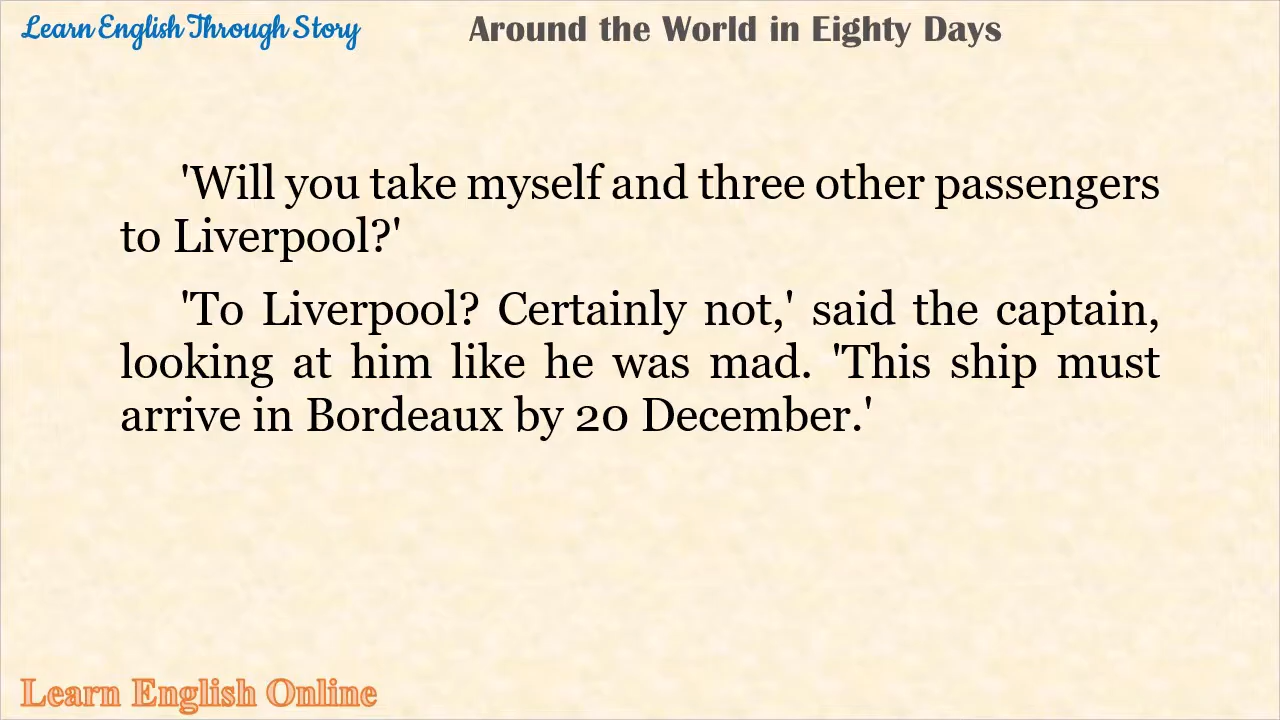 Learn English Through Story
Around the World in Eighty Days
'Will you take myself and three other passengers
to Liverpool?'
'To Liverpool? Certainly not,' said the captain,
looking at him like he was mad. 'This ship must
arrive in Bordeaux by 20 December.'
Learn English Online